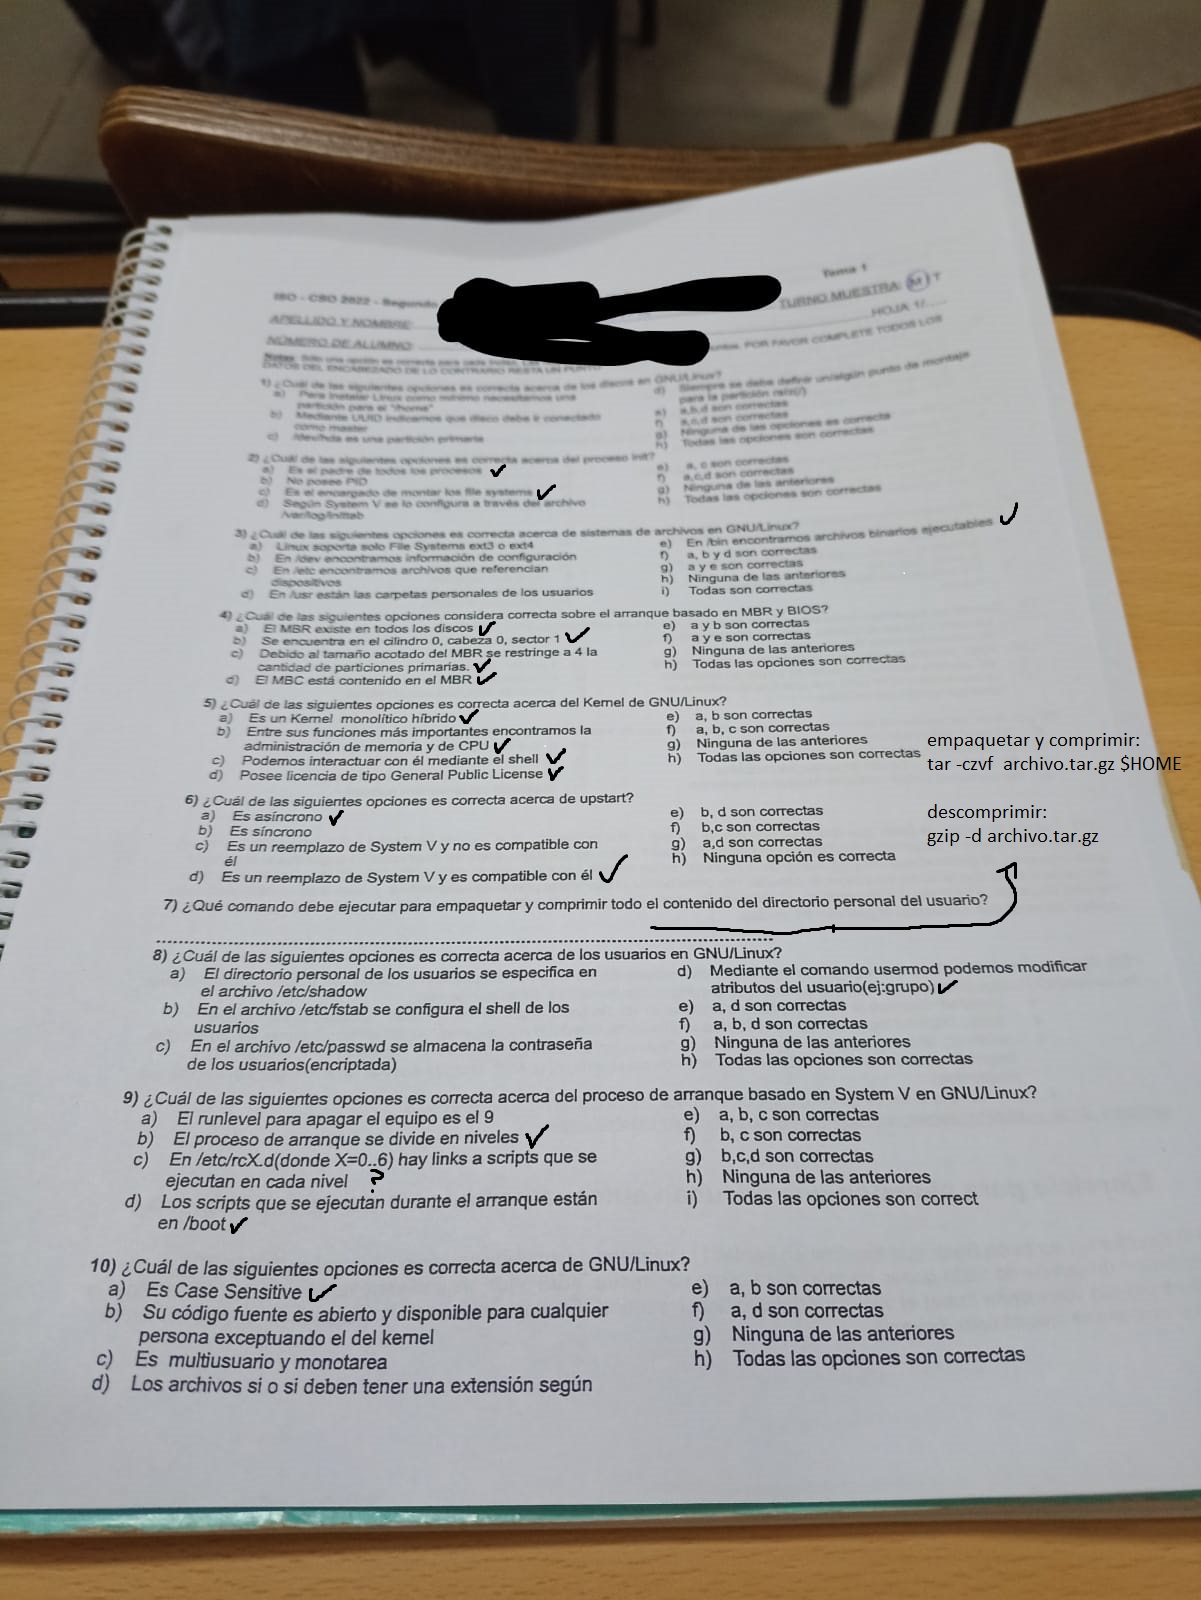 ISO - CSO 2022 - Segundo
Tema 1
APELLIDO Y NOMBRE:
TURNO MUESTRA: M T
NÚMERO DE ALUMNO:
HOJA 1/......
POR FAVOR COMPLETE TODOS LOS
DATOS DEL ENCABEZADO DE LO CONTRARIO RESTA UN PUNTO
1) ¿Cuál de las siguientes opciones es correcta acerca de los discos en GNU/Linux?
a) Para instalar Linux como mínimo necesitamos una
partición para el "/home"
b) Mediante UUID indicamos que disco debe ir conectado
como master
c) /dev/hda es una partición primaria
d) Siempre se debe definir un/algún punto de montaje
para la partición raíz(/)
e) a,b,d son correctas
f) a,c,d son correctas
g) Ninguna de las opciones es correcta
h) Todas las opciones son correctas
2) ¿Cuál de las siguientes opciones es correcta acerca del proceso init?
a) Es el padre de todos los procesos
b) No posee PID
c) Es el encargado de montar los file systems
d) Según System V se lo configura a través del archivo
/var/log/inittab
e) a, c son correctas
f) a,c,d son correctas
g) Ninguna de las anteriores
h) Todas las opciones son correctas
3) ¿Cuál de las siguientes opciones es correcta acerca de sistemas de archivos en GNU/Linux?
a) Linux soporta solo File Systems ext3 o ext4
b) En /dev encontramos información de configuración
c) En /etc encontramos archivos que referencian
dispositivos
d) En /usr están las carpetas personales de los usuarios
e) En /bin encontramos archivos binarios ejecutables
f) a, b y d son correctas
g) a y e son correctas
h) Ninguna de las anteriores
i) Todas son correctas
4) ¿Cuál de las siguientes opciones considera correcta sobre el arranque basado en MBR y BIOS?
a) El MBR existe en todos los discos
b) Se encuentra en el cilindro 0, cabeza 0, sector 1
c) Debido al tamaño acotado del MBR se restringe a 4 la
cantidad de particiones primarias.
d) El MBC está contenido en el MBR
e) a y b son correctas
f) a y e son correctas
g) Ninguna de las anteriores
h) Todas las opciones son correctas
5) ¿Cuál de las siguientes opciones es correcta acerca del Kernel de GNU/Linux?
a) Es un Kernel monolítico híbrido
b) Entre sus funciones más importantes encontramos la
administración de memoria y de CPU
c) Podemos interactuar con él mediante el shell
d) Posee licencia de tipo General Public License
e) a, b son correctas
f) a, b, c son correctas
g) Ninguna de las anteriores
h) Todas las opciones son correctas
empaquetar y comprimir:
tar -czvf archivo.tar.gz $HOME
descomprimir:
gzip -d archivo.tar.gz
6) ¿Cuál de las siguientes opciones es correcta acerca de upstart?
a) Es asíncrono
b) Es síncrono
c) Es un reemplazo de System V y no es compatible con
él
d) Es un reemplazo de System V y es compatible con él
e) b, d son correctas
f) b,c son correctas
g) a,d son correctas
h) Ninguna opción es correcta
7) ¿Qué comando debe ejecutar para empaquetar y comprimir todo el contenido del directorio personal del usuario?
8) ¿Cuál de las siguientes opciones es correcta acerca de los usuarios en GNU/Linux?
a) El directorio personal de los usuarios se especifica en
el archivo /etc/shadow
b) En el archivo /etc/fstab se configura el shell de los
usuarios
c) En el archivo /etc/passwd se almacena la contraseña
de los usuarios(encriptada)
d) Mediante el comando usermod podemos modificar
atributos del usuario(ej:grupo)
e) a, d son correctas
f) a, b, d son correctas
g) Ninguna de las anteriores
h) Todas las opciones son correctas
9) ¿Cuál de las siguientes opciones es correcta acerca del proceso de arranque basado en System V en GNU/Linux?
a) El runlevel para apagar el equipo es el 9
b) El proceso de arranque se divide en niveles
c) En /etc/rcX.d(donde X=0..6) hay links a scripts que se
ejecutan en cada nivel ?
d) Los scripts que se ejecutan durante el arranque están
en /boot
e) a, b, c son correctas
f) b, c son correctas
g) b,c,d son correctas
h) Ninguna de las anteriores
i) Todas las opciones son correct
10) ¿Cuál de las siguientes opciones es correcta acerca de GNU/Linux?
a) Es Case Sensitive
b) Su código fuente es abierto y disponible para cualquier
persona exceptuando el del kernel
c) Es multiusuario y monotarea
d) Los archivos si o si deben tener una extensión según
e) a, b son correctas
f) a, d son correctas
g) Ninguna de las anteriores
h) Todas las opciones son correctas